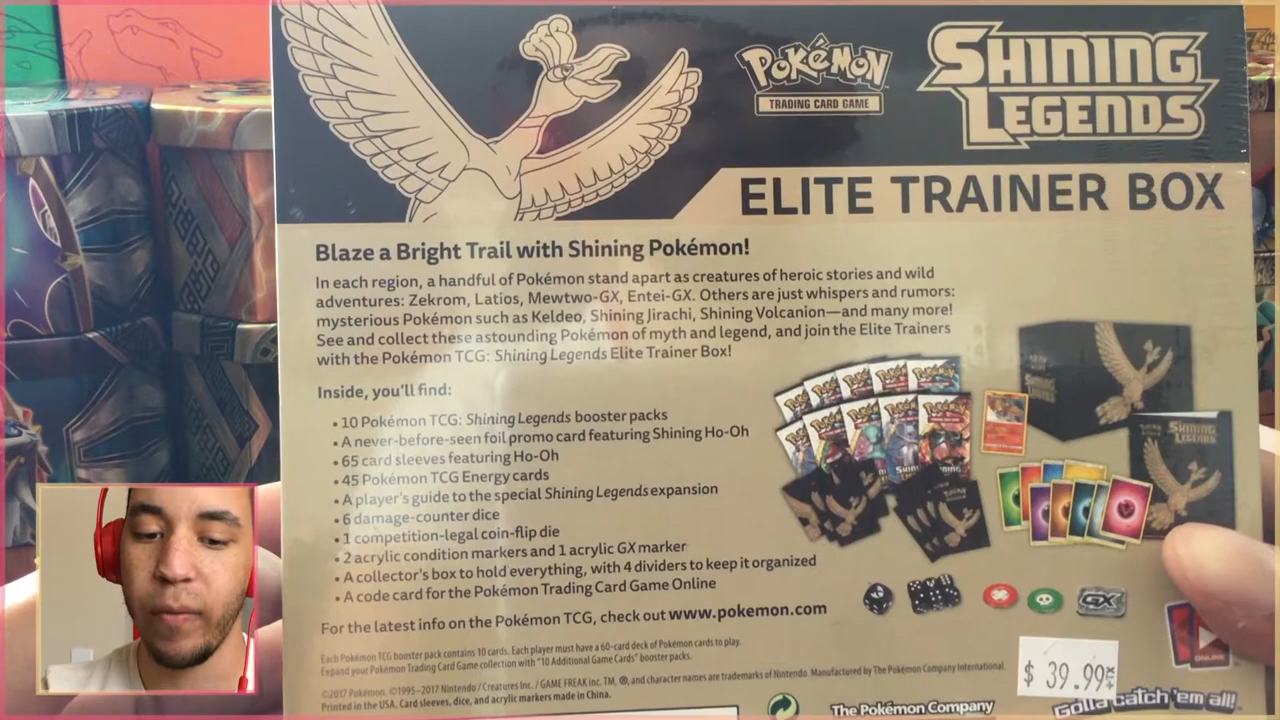 Pokémon
TRADING CARD GAME
SHINING
LEGENDS
ELITE TRAINER BOX
Blaze a Bright Trail with Shining Pokémon!
In each region, a handful of Pokémon stand apart as creatures of heroic stories and wild
adventures: Zekrom, Latios, Mewtwo-GX, Entei-GX. Others are just whispers and rumors:
mysterious Pokémon such as Keldeo, Shining Jirachi, Shining Volcanion—and many more!
See and collect these astounding Pokémon of myth and legend, and join the Elite Trainers
with the Pokémon TCG: Shining Legends Elite Trainer Box!
Inside, you'll find:
• 10 Pokémon TCG: Shining Legends booster packs
• A never-before-seen foil promo card featuring Shining Ho-Oh
• 65 card sleeves featuring Ho-Oh
• 45 Pokémon TCG Energy cards
• A player's guide to the special Shining Legends expansion
• 6 damage-counter dice
• 1 competition-legal coin-flip die
• 2 acrylic condition markers and 1 acrylic GX marker
• A collector's box to hold everything, with 4 dividers to keep it organized
• A code card for the Pokémon Trading Card Game Online
For the latest info on the Pokémon TCG, check out www.pokemon.com
Each Pokémon TCG booster pack contains 10 cards. Each player must have a 60-card deck of Pokémon cards to play.
Expand your Pokémon Trading Card Game collection with "10 Additional Game Cards" booster packs.
©2017 Pokémon. ©1995–2017 Nintendo / Creatures Inc. / GAME FREAK inc. TM, ®, and character names are trademarks of Nintendo. Manufactured by The Pokémon Company International.
Printed in the USA. Card sleeves, dice, and acrylic markers made in China.
SHINING
LEGENDS
GX
ONLINE
$ 39.99+TX
The Pokémon Company
Gotta catch 'em all!